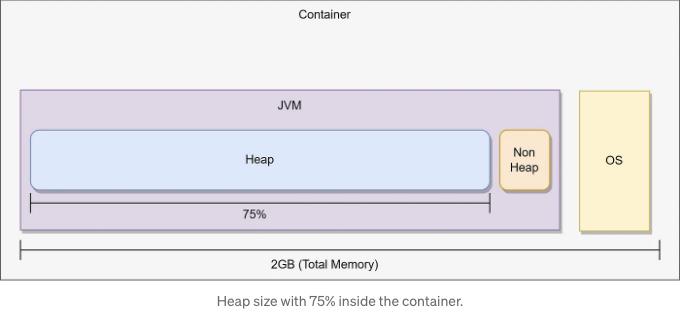 Container
JVM
Heap
Non
Heap
OS
75%
2GB (Total Memory)
Heap size with 75% inside the container.